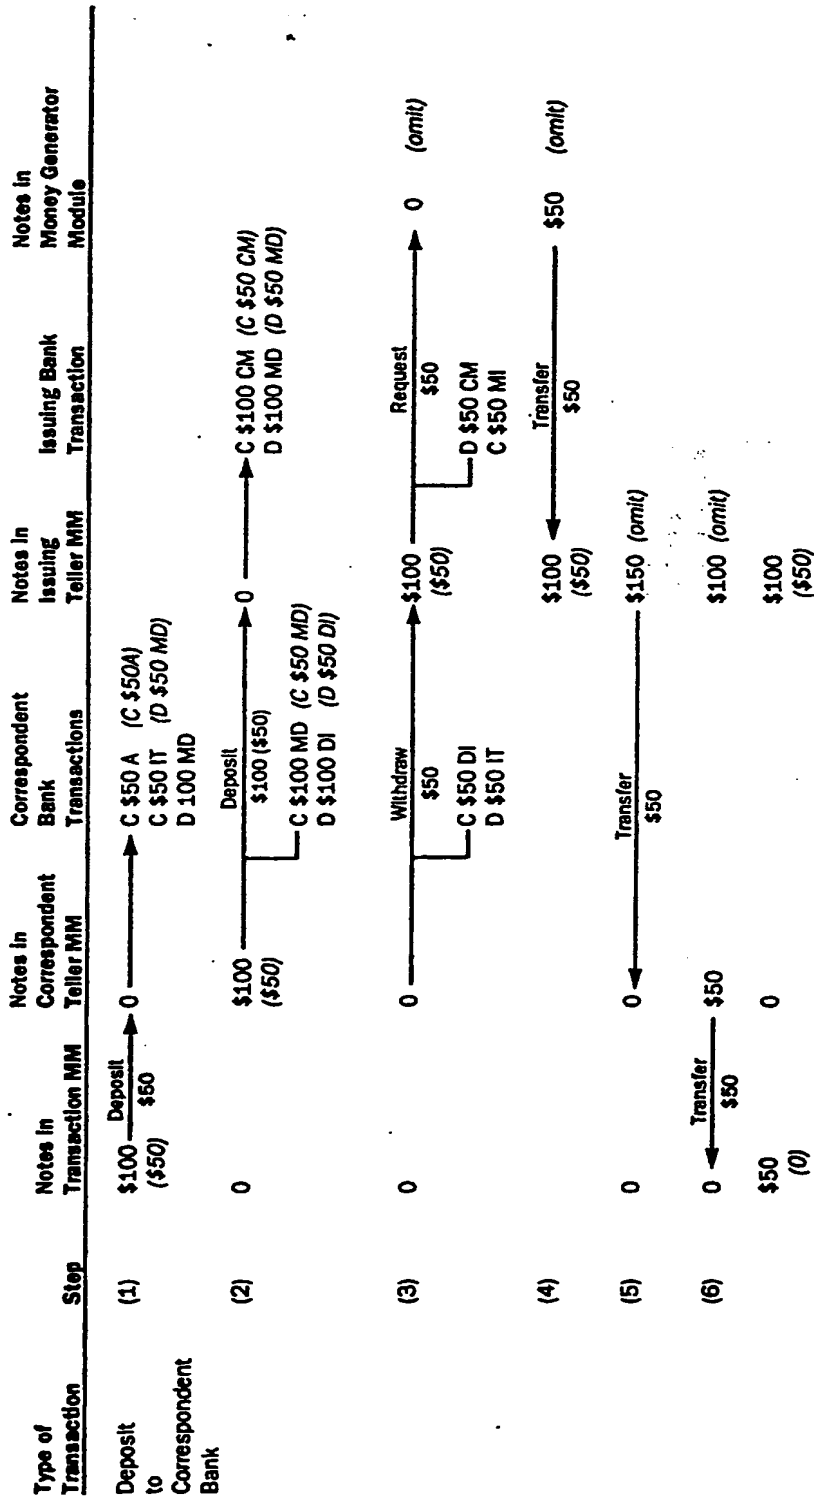 Type of Transaction
Step
Notes in Transaction MM
Notes in Correspondent Teller MM
Correspondent Bank Transactions
Notes in Issuing Teller MM
Issuing Bank Transaction
Notes in Money Generator Module
Deposit to Correspondent Bank
(1)
$100
($50)
Deposit
$50
0
C $50 A (C $50A)
C $50 IT (D $50 MD)
D 100 MD
(2)
0
$100
($50)
Deposit
$100 ($50)
C $100 MD (C $50 MD)
D $100 DI (D $50 DI)
0
C $100 CM (C $50 CM)
D $100 MD (D $50 MD)
(3)
0
0
Withdraw
$50
C $50 DI
D $50 IT
$100
($50)
Request
$50
D $50 CM
C $50 MI
0 (omit)
(4)
$100
($50)
Transfer
$50
$50 (omit)
(5)
0
0
Transfer
$50
$150 (omit)
(6)
0
Transfer
$50
$50
$100 (omit)
$50
(0)
0
$100
($50)